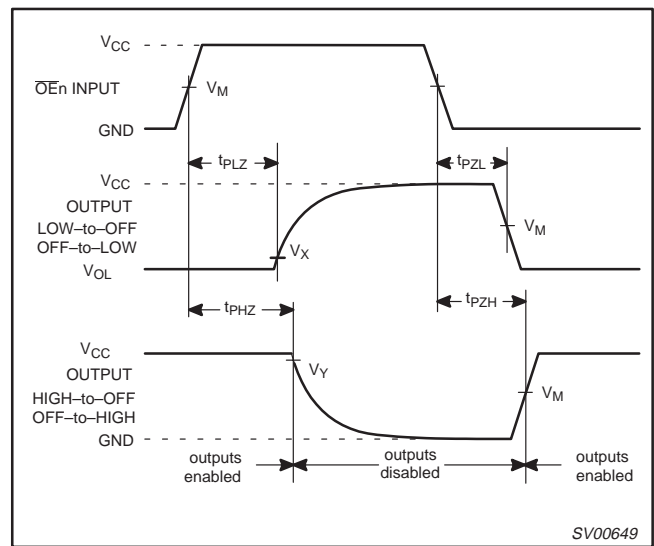 VCC
OEn INPUT
VM
GND
tPLZ
tPZL
VCC
OUTPUT
LOW–to–OFF
OFF–to–LOW
VM
VX
VOL
tPHZ
tPZH
VCC
VY
OUTPUT
HIGH–to–OFF
OFF–to–HIGH
VM
GND
outputs
enabled
outputs
disabled
outputs
enabled
SV00649